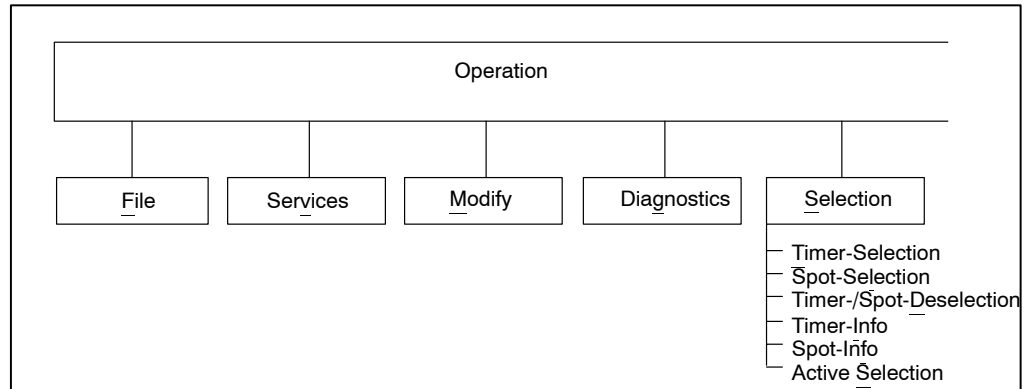 Operation
File
Services
Modify
Diagnostics
Selection
Timer-Selection
Spot-Selection
Timer-/Spot-Deselection
Timer-Info
Spot-Info
Active Selection